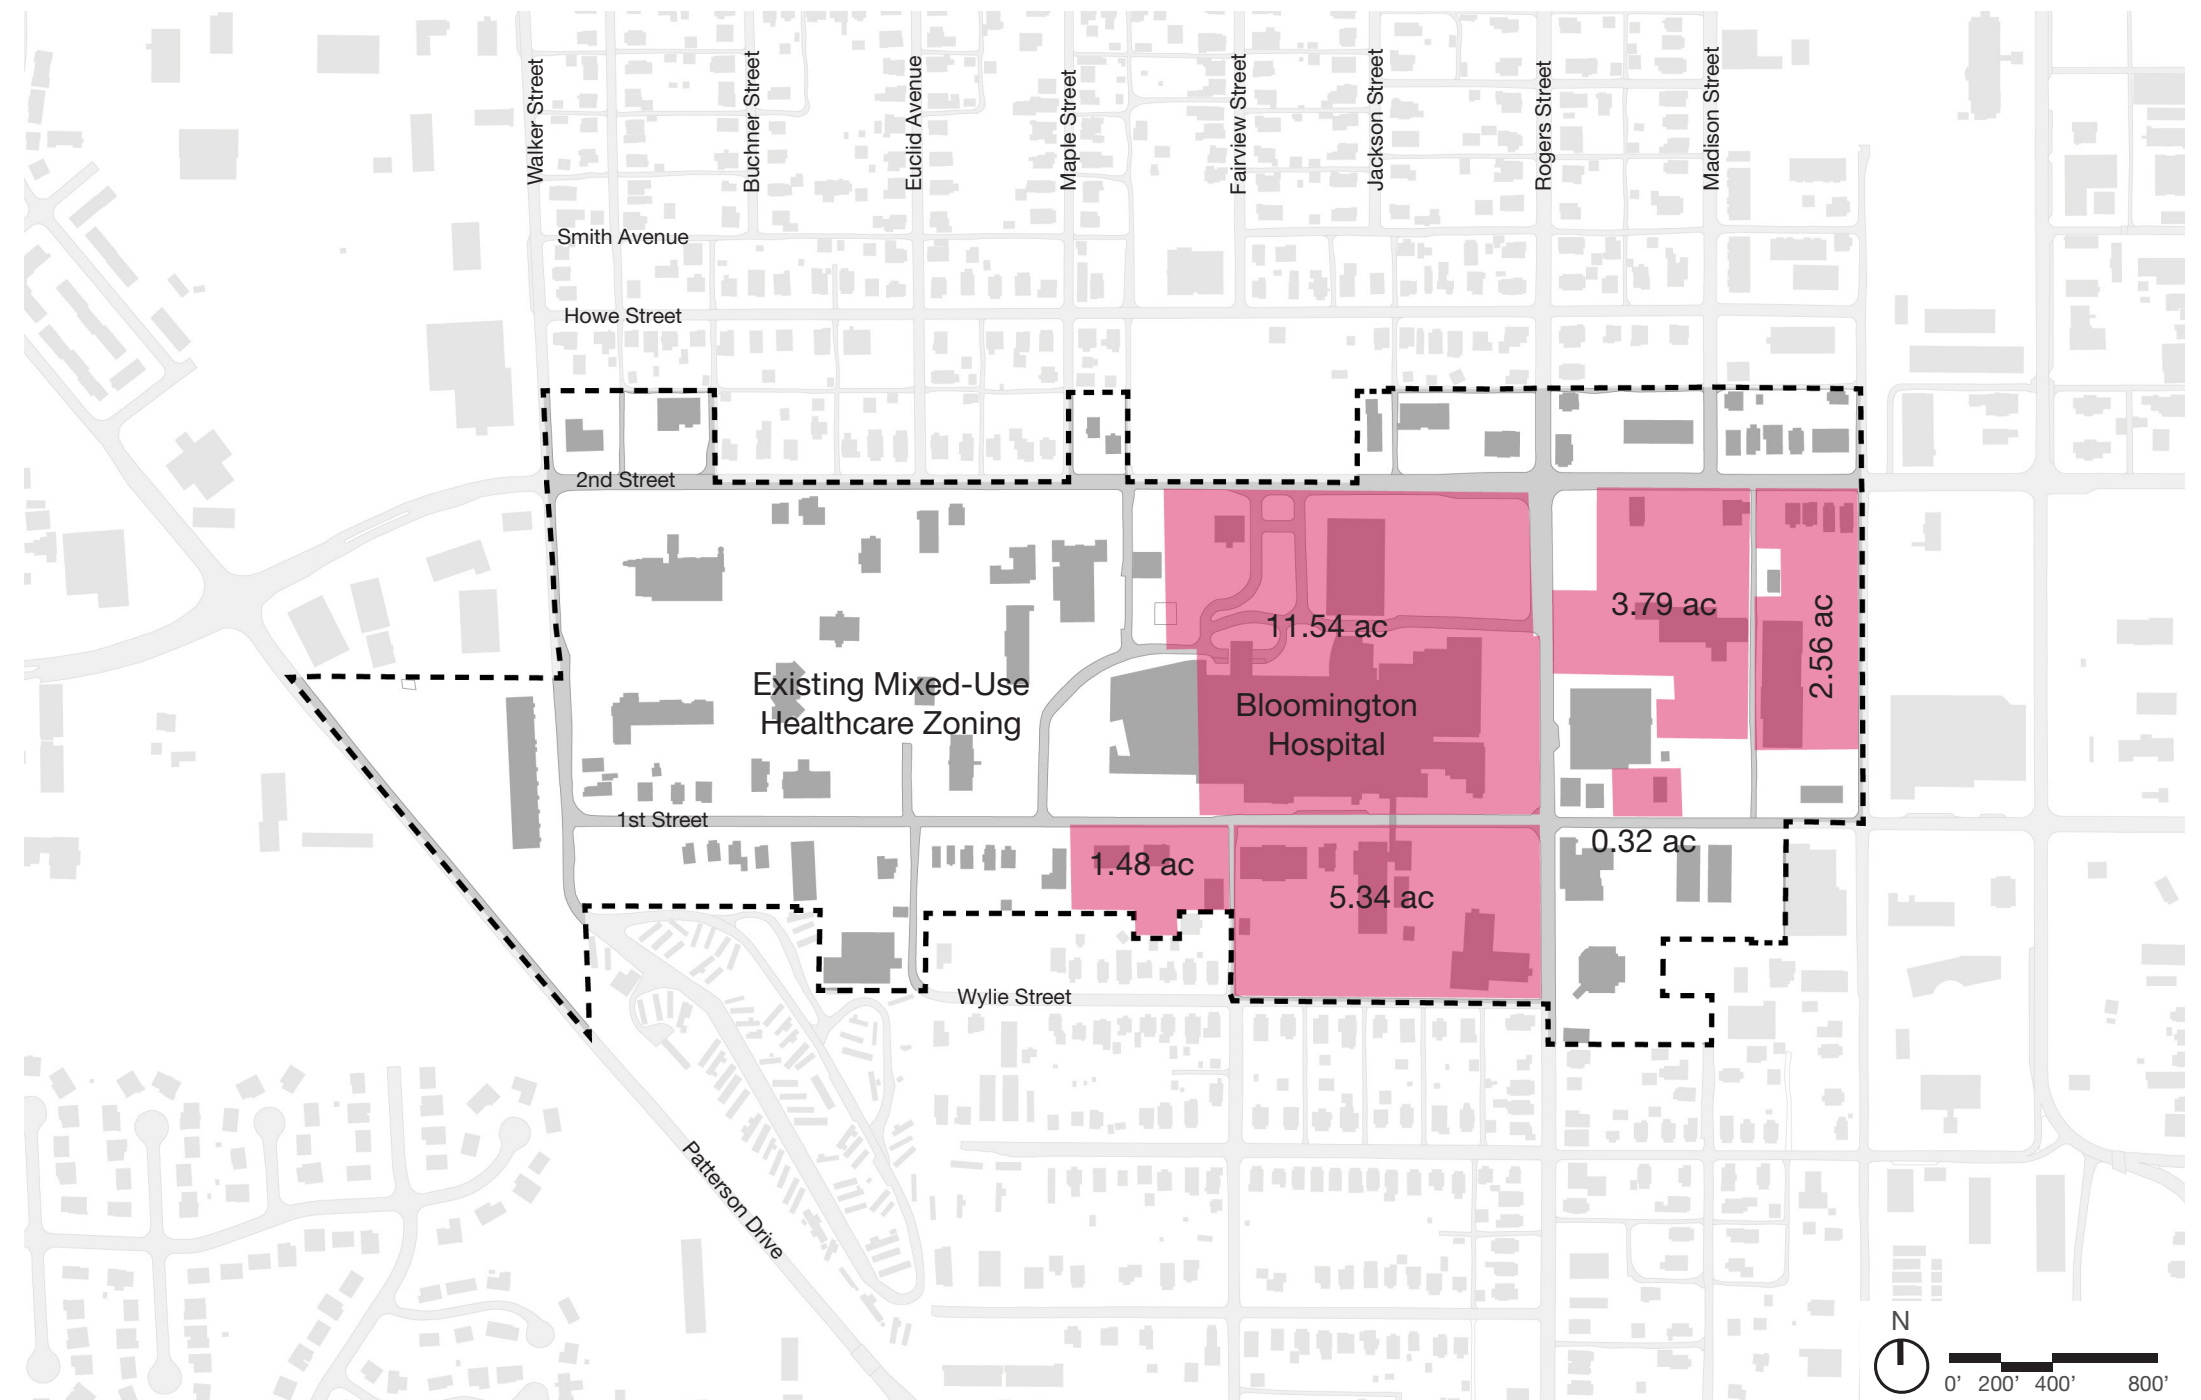 Walker Street
Buchner Street
Euclid Avenue
Maple Street
Fairview Street
Jackson Street
Rogers Street
Madison Street
Smith Avenue
Howe Street
2nd Street
11.54 ac
3.79 ac
2.56 ac
Existing Mixed-Use
Healthcare Zoning
Bloomington
Hospital
1st Street
0.32 ac
1.48 ac
5.34 ac
Wylie Street
Patterson Drive
N
0’ 200’ 400’ 800’